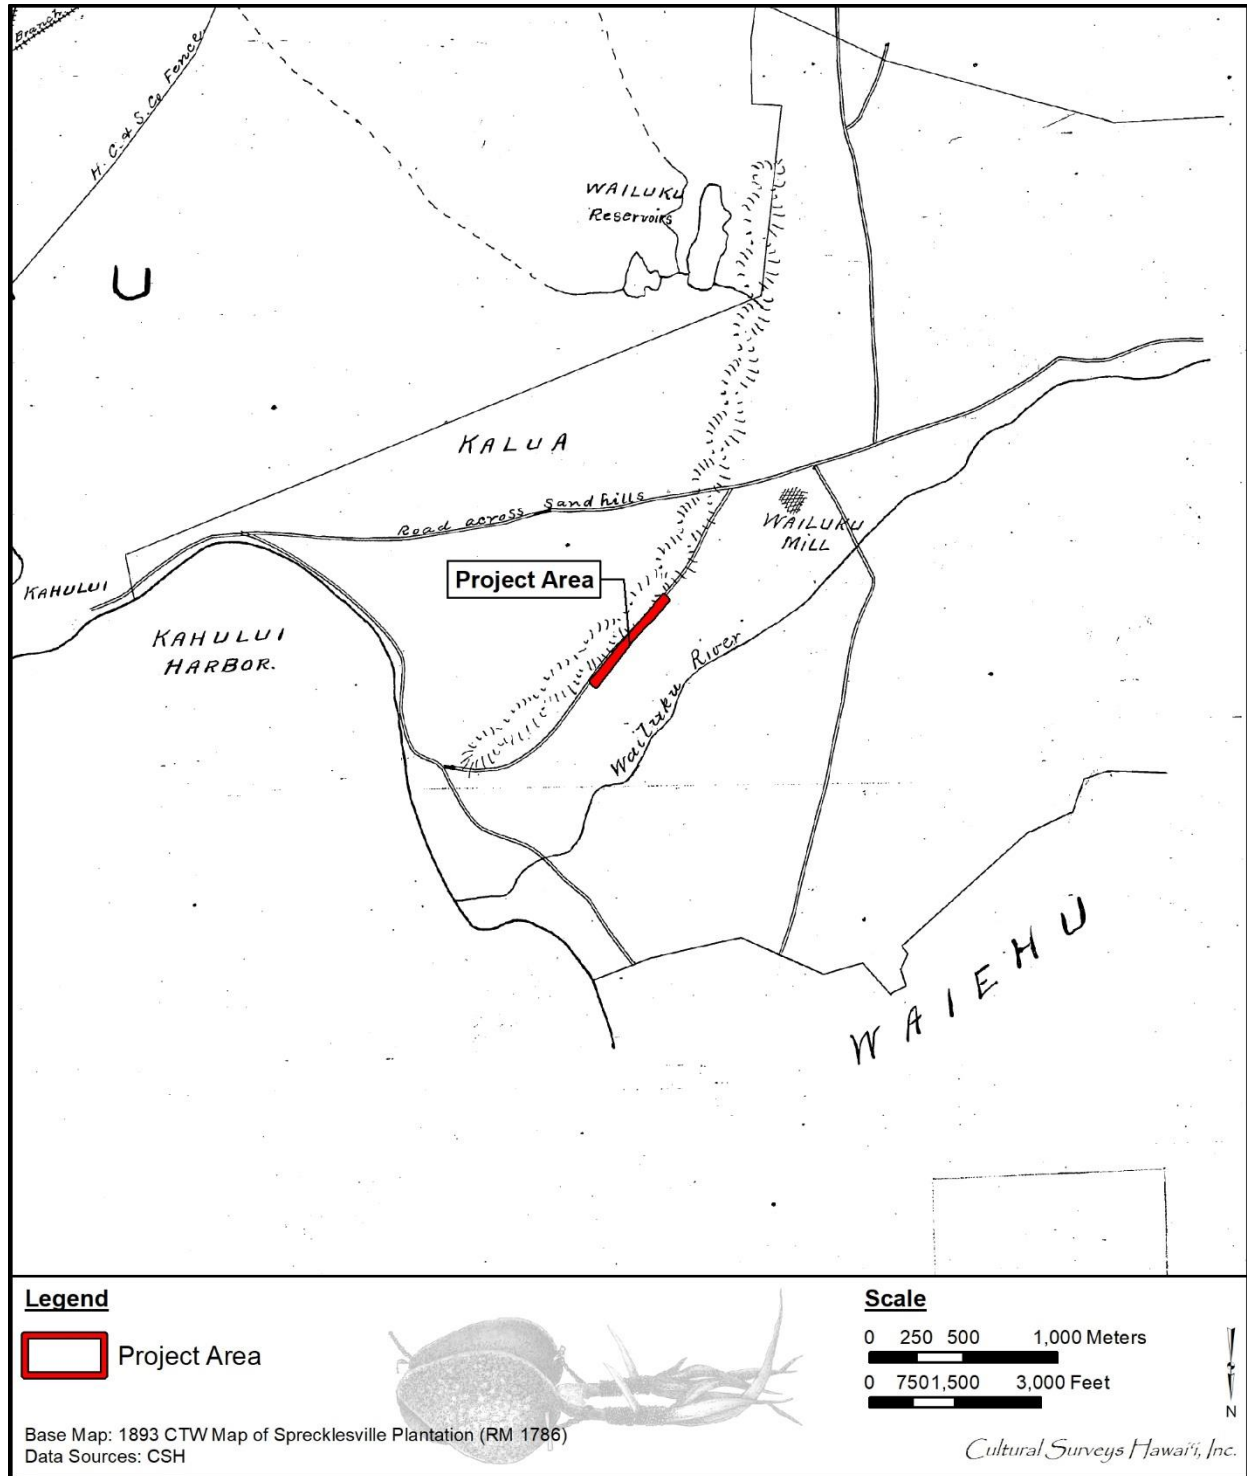 Branch
H. C. & S. Co Fence
U
WAILUKU
Reservoirs
KALUA
Road across Sand hills
WAILUKU
MILL
Project Area
KAHULUI
KAHULUI
HARBOR.
Wailuku River
WAIEHU
Legend
Project Area
Base Map: 1893 CTW Map of Sprecklesville Plantation (RM 1786)
Data Sources: CSH
Scale
0 250 500 1,000 Meters
0 750 1,500 3,000 Feet
N
Cultural Surveys Hawai'i, Inc.